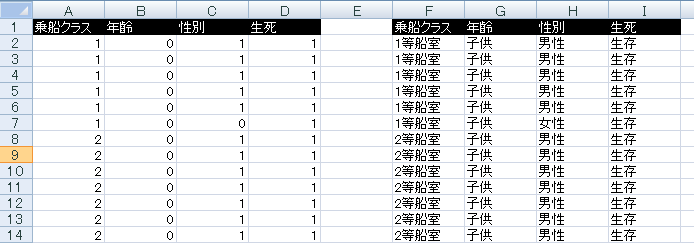 A B C D E F G H I
1 乗船クラス 年齢 性別 生死 乗船クラス 年齢 性別 生死
2 1 0 1 1 1等船室 子供 男性 生存
3 1 0 1 1 1等船室 子供 男性 生存
4 1 0 1 1 1等船室 子供 男性 生存
5 1 0 1 1 1等船室 子供 男性 生存
6 1 0 1 1 1等船室 子供 男性 生存
7 1 0 0 1 1等船室 子供 女性 生存
8 2 0 1 1 2等船室 子供 男性 生存
9 2 0 1 1 2等船室 子供 男性 生存
10 2 0 1 1 2等船室 子供 男性 生存
11 2 0 1 1 2等船室 子供 男性 生存
12 2 0 1 1 2等船室 子供 男性 生存
13 2 0 1 1 2等船室 子供 男性 生存
14 2 0 1 1 2等船室 子供 男性 生存